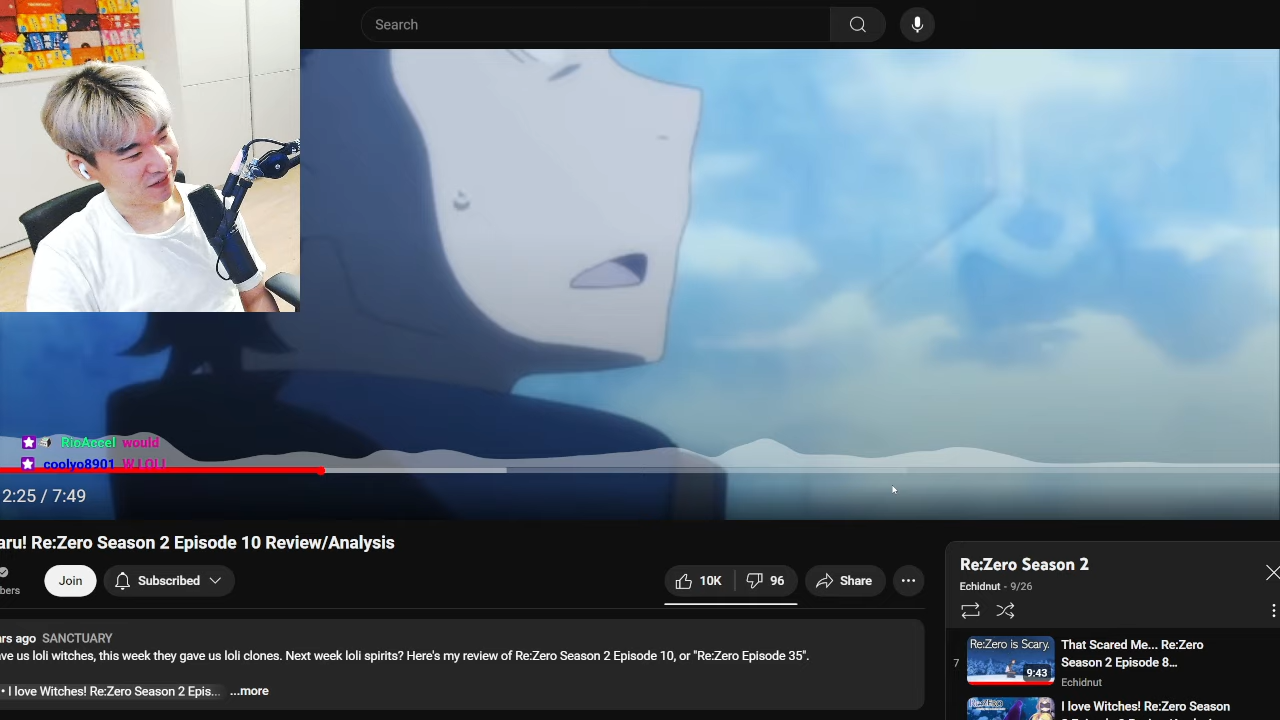 Search
RioAccel would
coolyo8901
2:25 / 7:49
aru! Re:Zero Season 2 Episode 10 Review/Analysis
bers
Join
Subscribed
10K
96
Share
Re:Zero Season 2
Echidnut - 9/26
rs ago SANCTUARY
ve us loli witches, this week they gave us loli clones. Next week loli spirits? Here's my review of Re:Zero Season 2 Episode 10, or "Re:Zero Episode 35".
• I love Witches! Re:Zero Season 2 Epis... ...more
7
Re:Zero is Scary.
9:43
That Scared Me... Re:Zero
Season 2 Episode 8...
Echidnut
I love Witches! Re:Zero Season